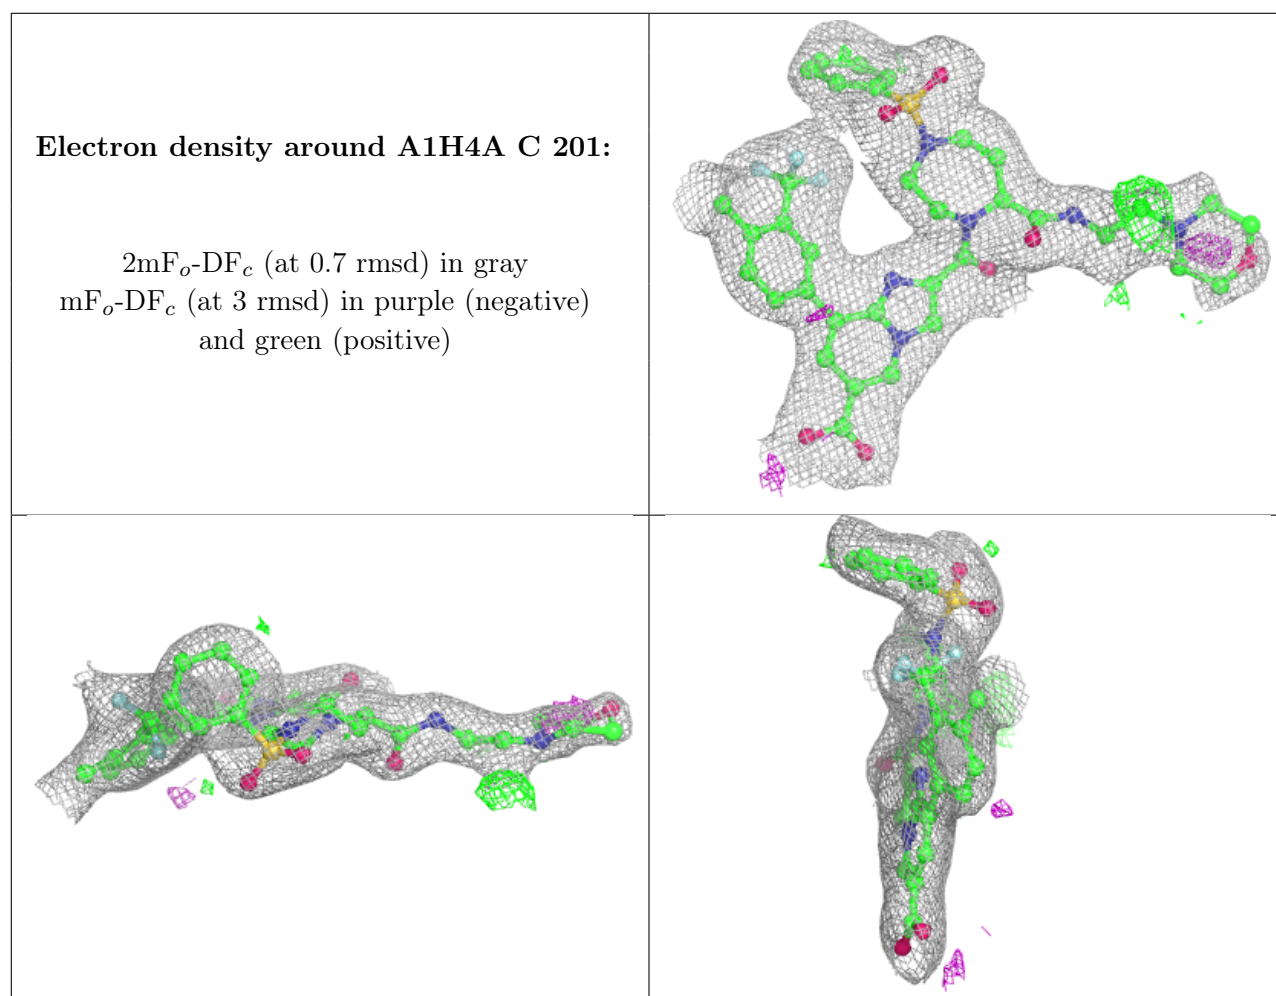 Electron density around A1H4A C 201:
2mFo-DFc (at 0.7 rmsd) in gray
mFo-DFc (at 3 rmsd) in purple (negative)
and green (positive)